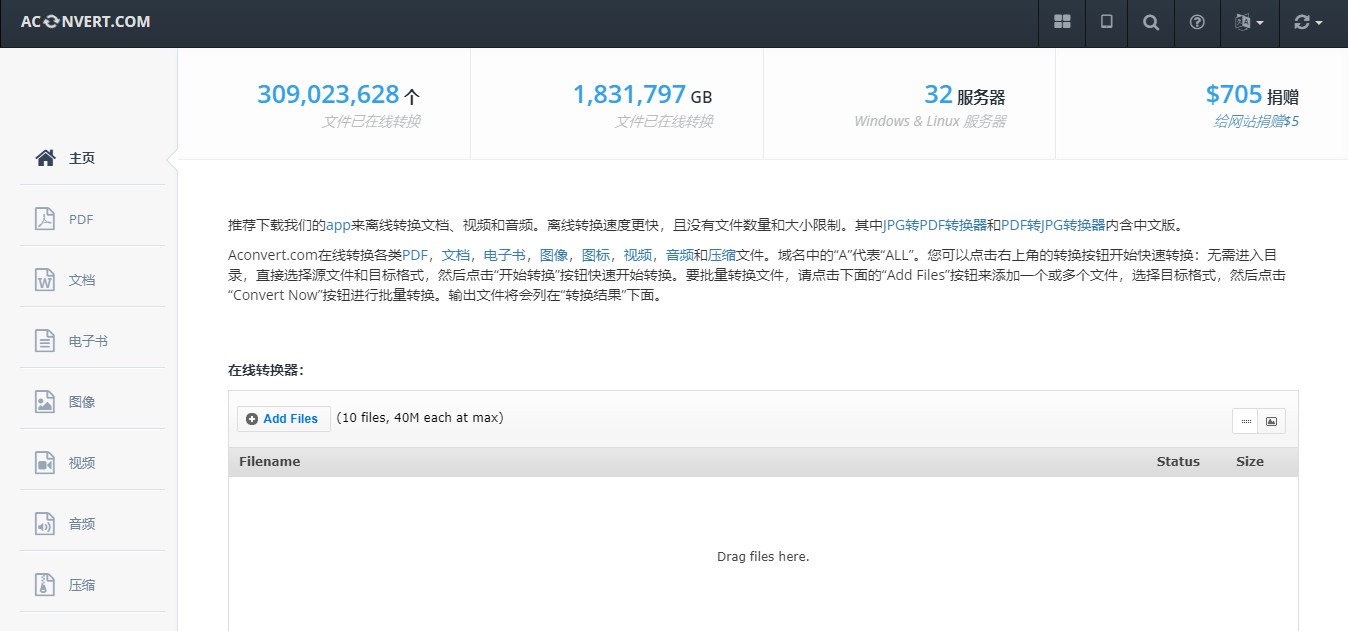 ACONVERT.COM
309,023,628 个
文件已在线转换
1,831,797 GB
文件已在线转换
32 服务器
Windows & Linux 服务器
$705 捐赠
给网站捐赠$5
主页
PDF
文档
电子书
图像
视频
音频
压缩
推荐下载我们的app来离线转换文档、视频和音频。离线转换速度更快，且没有文件数量和大小限制。其中JPG转PDF转换器和PDF转JPG转换器内含中文版。
Aconvert.com在线转换各类PDF，文档，电子书，图像，图标，视频，音频和压缩文件。域名中的“A”代表“ALL”。您可以点击右上角的转换按钮开始快速转换：无需进入目
录，直接选择源文件和目标格式，然后点击“开始转换”按钮快速开始转换。要批量转换文件，请点击下面的“Add Files”按钮来添加一个或多个文件，选择目标格式，然后点击
“Convert Now”按钮进行批量转换。输出文件将会列在“转换结果”下面。
在线转换器：
Add Files (10 files, 40M each at max)
Filename Status Size
Drag files here.